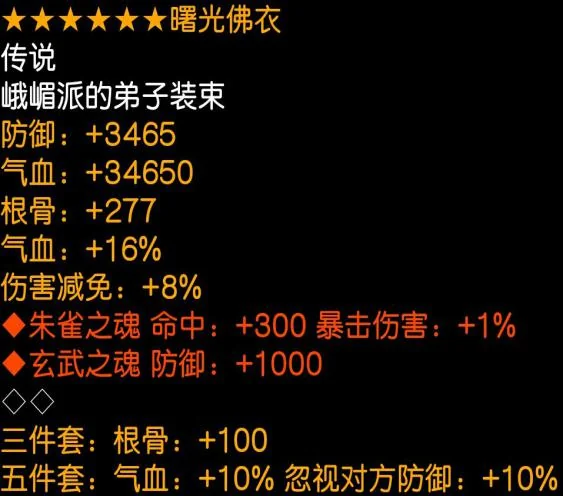 ★★★★★★曙光佛衣
传说
峨嵋派的弟子装束
防御：+3465
气血：+34650
根骨：+277
气血：+16%
伤害减免：+8%
◆朱雀之魂 命中：+300 暴击伤害：+1%
◆玄武之魂 防御：+1000
◇◇
三件套：根骨：+100
五件套：气血：+10% 忽视对方防御：+10%